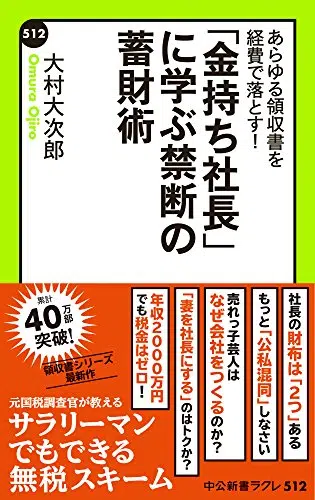 512
あらゆる領収書を
経費で落とす!
「金持ち社長」
に学ぶ禁断の
蓄財術
大村大次郎
Omura Ojiro
社長の財布は「2つ」ある
もっと「公私混同」しなさい
売れっ子芸人は
なぜ会社をつくるのか?
「妻を社長にする」のはトクか?
年収2000万円
でも税金はゼロ!
累計
40万部
突破!
領収書シリーズ
最新作
元国税調査官が教える
サラリーマン
でもできる
無税スキーム
中公新書ラクレ 512